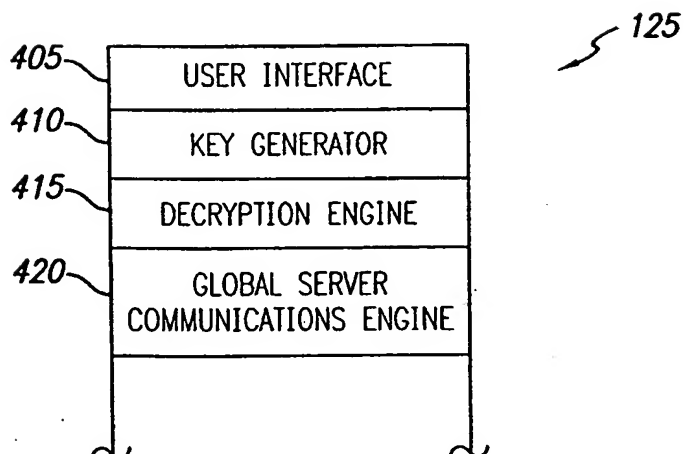 125
405 USER INTERFACE
410 KEY GENERATOR
415 DECRYPTION ENGINE
420 GLOBAL SERVER
COMMUNICATIONS ENGINE